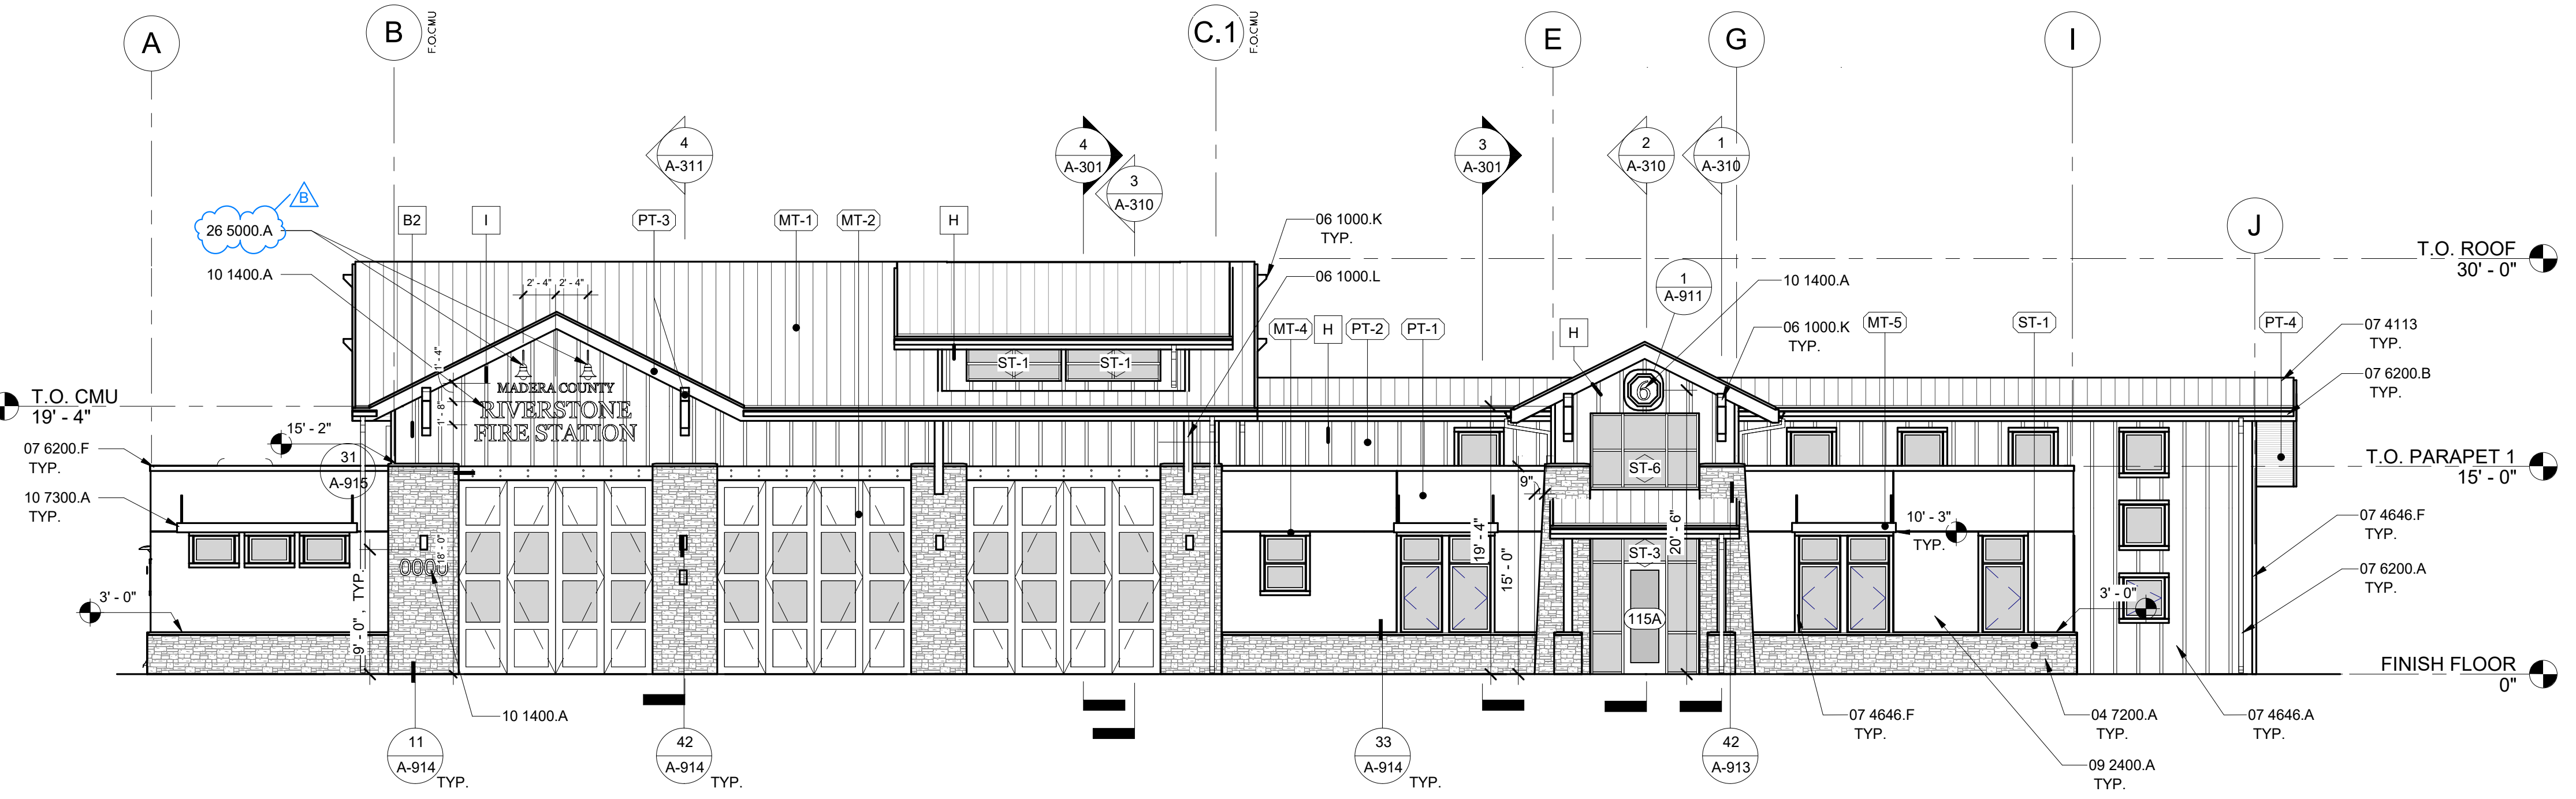 A
B
F.O.CMU
C.1
F.O.CMU
E
G
I
J
4
A-311
4
A-301
3
A-310
3
A-301
2
A-310
1
A-310
B
26 5000.A
B2
I
PT-3
MT-1
MT-2
H
06 1000.K
TYP.
06 1000.L
10 1400.A
2' - 4"
2' - 4"
1
A-911
10 1400.A
T.O. ROOF
30' - 0"
MT-4
H
PT-2
PT-1
H
06 1000.K
TYP.
MT-5
ST-1
PT-4
07 4113
TYP.
07 6200.B
TYP.
T.O. CMU
19' - 4"
1' - 4"
1' - 8"
MADERA COUNTY
RIVERSTONE
FIRE STATION
ST-1
ST-1
6
15' - 2"
07 6200.F
TYP.
31
A-915
10 7300.A
TYP.
T.O. PARAPET 1
15' - 0"
ST-6
9"
19' - 4"
15' - 0"
20' - 6"
ST-3
115A
10' - 3"
TYP.
07 4646.F
TYP.
07 6200.A
TYP.
18' - 0"
9' - 0" , TYP.
3' - 0"
3' - 0"
FINISH FLOOR
0"
10 1400.A
11
A-914
TYP.
42
A-914
TYP.
33
A-914
TYP.
42
A-913
07 4646.F
TYP.
04 7200.A
TYP.
07 4646.A
TYP.
09 2400.A
TYP.